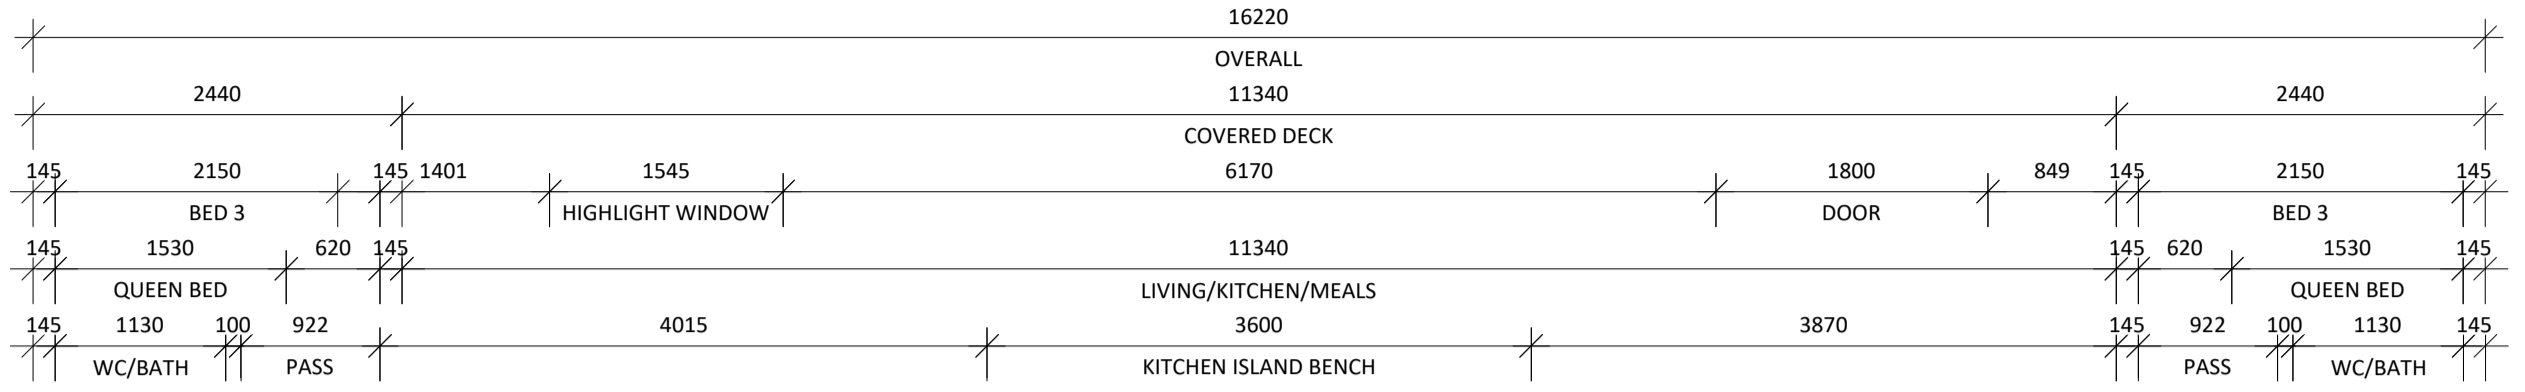 16220
OVERALL
2440 11340 2440
COVERED DECK
145 2150 145 1401 1545 6170 1800 849 145 2150 145
BED 3 HIGHLIGHT WINDOW DOOR BED 3
145 1530 620 145 11340 145 620 1530 145
QUEEN BED LIVING/KITCHEN/MEALS QUEEN BED
145 1130 100 922 4015 3600 3870 145 922 100 1130 145
WC/BATH PASS KITCHEN ISLAND BENCH PASS WC/BATH